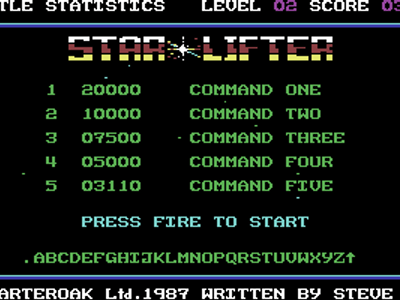 TLE STATISTICS LEVEL 02 SCORE 03
STAR LIFTER
1 20000 COMMAND ONE
2 10000 COMMAND TWO
3 07500 COMMAND THREE
4 05000 COMMAND FOUR
5 03110 COMMAND FIVE
PRESS FIRE TO START
.ABCDEFGHIJKLMNOPQRSTUVWXYZ↑
ARTEROAK Ltd.1987 WRITTEN BY STEVE